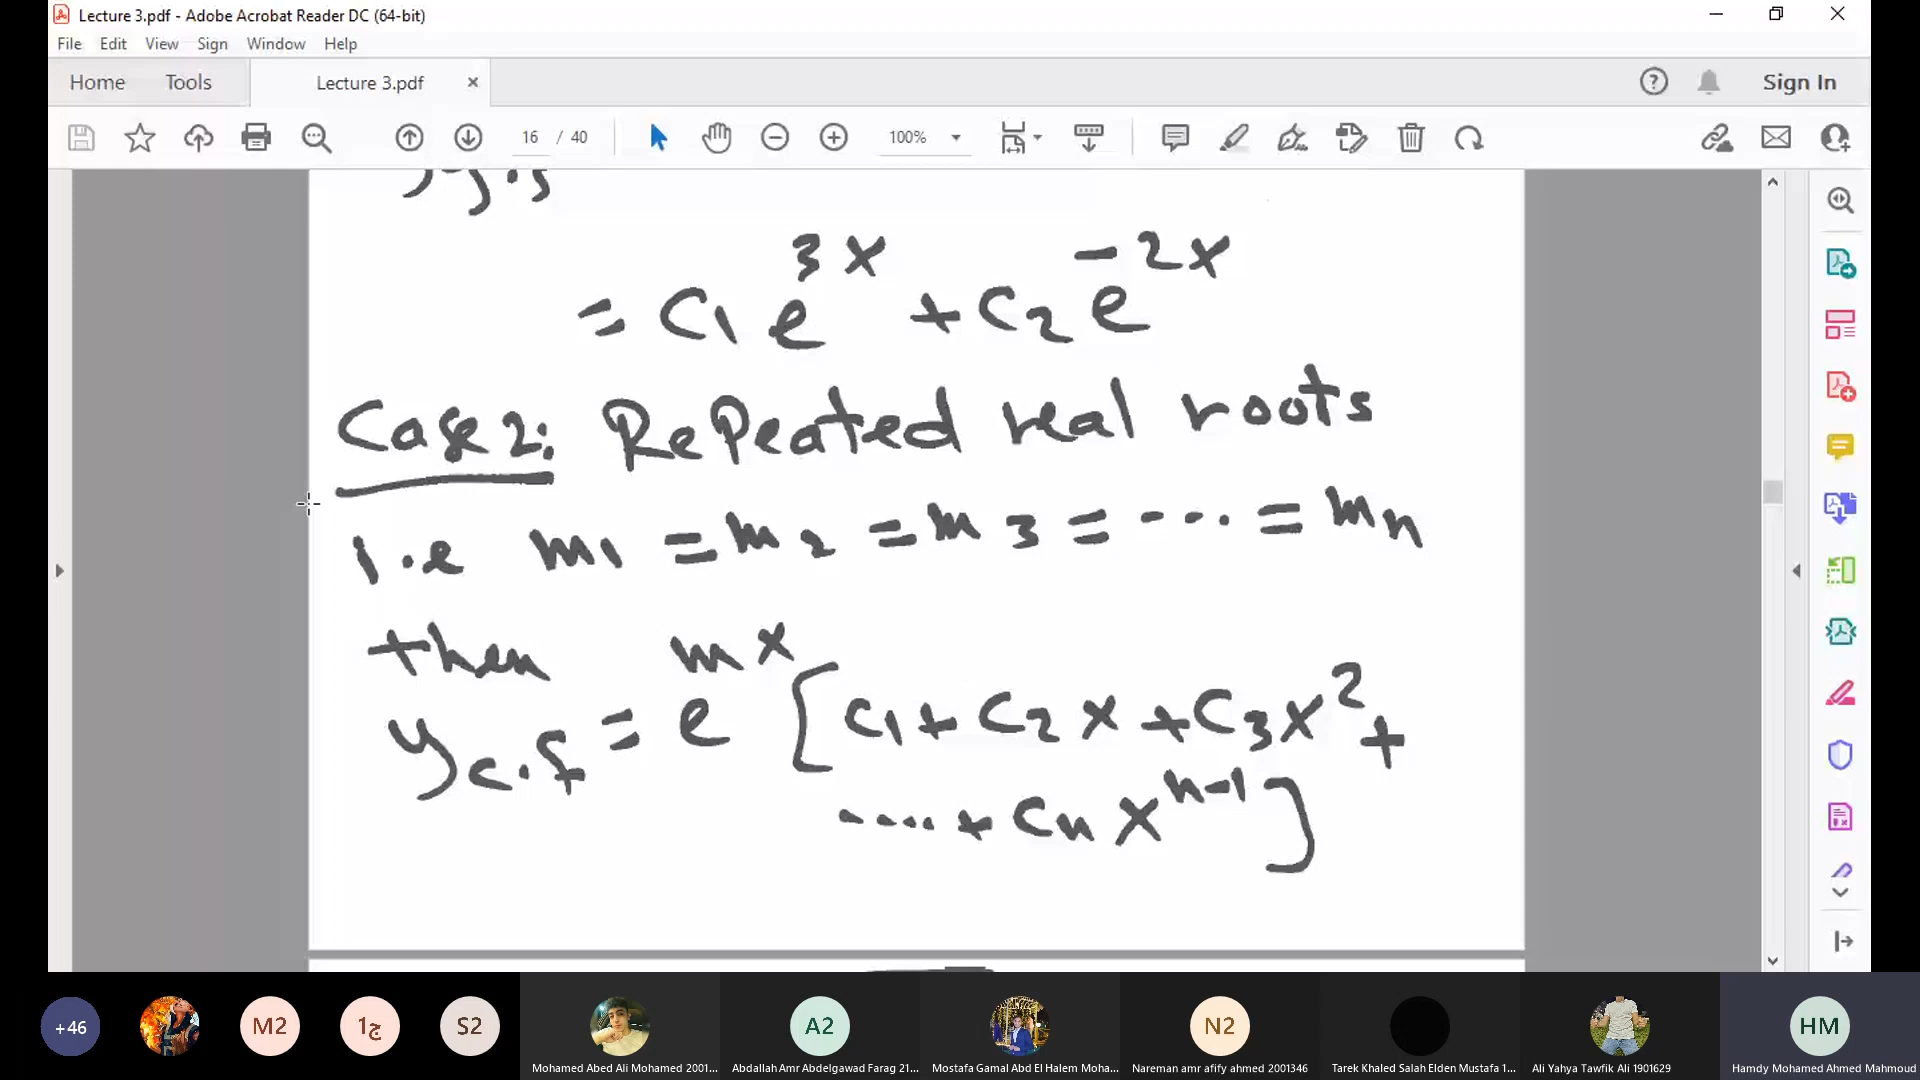 Lecture 3.pdf - Adobe Acrobat Reader DC (64-bit)
File Edit View Sign Window Help
Home Tools Lecture 3.pdf × Sign In
16 / 40 100%
= C1 e^3x + C2 e^-2x
Case 2: Repeated real roots
i.e m1 = m2 = m3 = ... = mn
then
yc.f = e^mx [C1 + C2 x + C3 x^2 +
.... + Cn x^n-1]
+46 M2 ج1 S2 A2 N2 HM
Mohamed Abed Ali Mohamed 2001... Abdallah Amr Abdelgawad Farag 21... Mostafa Gamal Abd El Halem Moha... Nareman amr afify ahmed 2001346 Tarek Khaled Salah Elden Mustafa 1... Ali Yahya Tawfik Ali 1901629 Hamdy Mohamed Ahmed Mahmoud